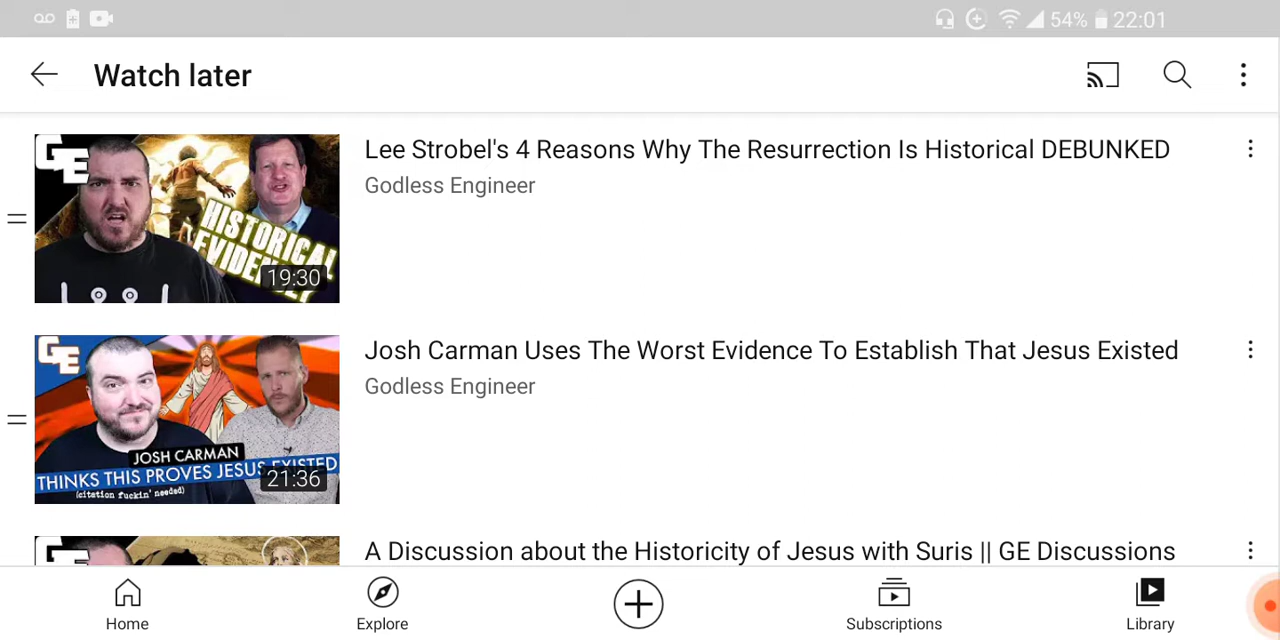 54% 22:01
Watch later
GE
HISTORICAL
19:30
Lee Strobel's 4 Reasons Why The Resurrection Is Historical DEBUNKED
Godless Engineer
GE
JOSH CARMAN
THINKS THIS PROVES JESUS EXISTED
(citation fuckin' needed)
21:36
Josh Carman Uses The Worst Evidence To Establish That Jesus Existed
Godless Engineer
GE
A Discussion about the Historicity of Jesus with Suris || GE Discussions
Home
Explore
Subscriptions
Library